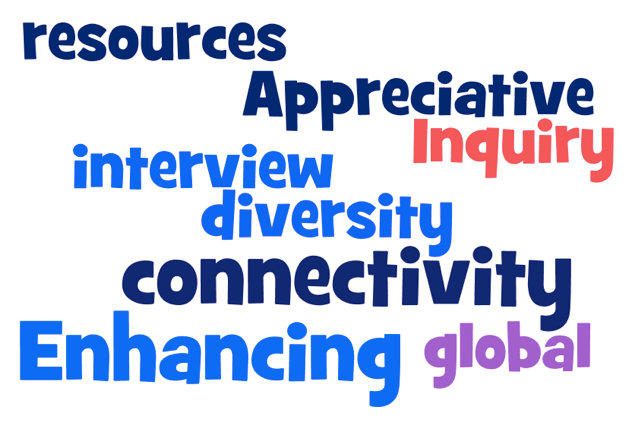 resources
Appreciative
Inquiry
interview
diversity
connectivity
Enhancing global